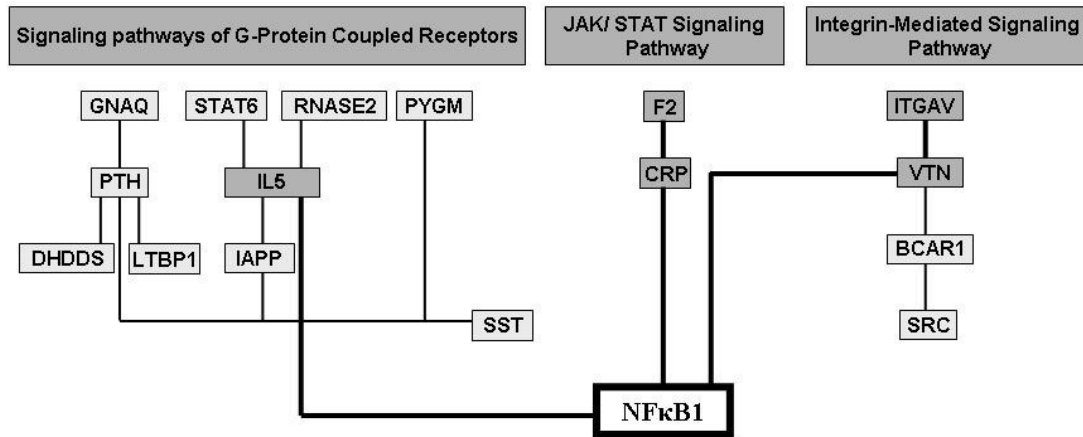 Signaling pathways of G-Protein Coupled Receptors
JAK/ STAT Signaling
Pathway
Integrin-Mediated Signaling
Pathway
GNAQ
STAT6
RNASE2
PYGM
F2
ITGAV
PTH
IL5
CRP
VTN
DHDDS
LTBP1
IAPP
BCAR1
SST
SRC
NFκB1